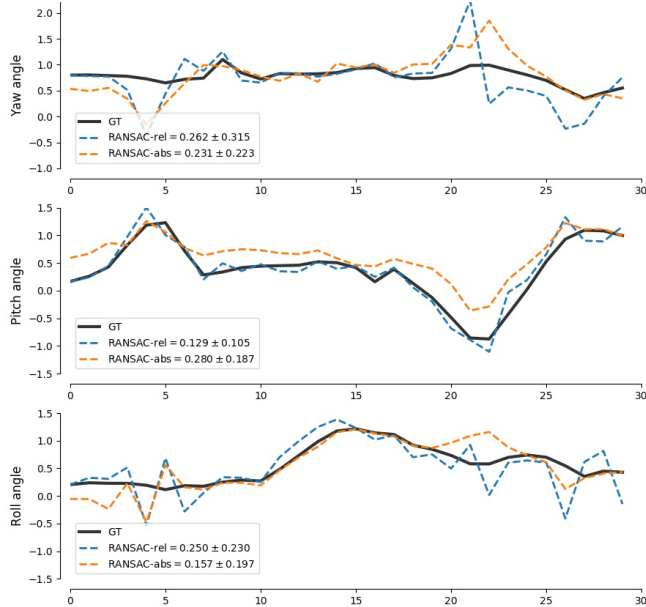 2.0
1.5
1.0
0.5
0.0
−0.5
−1.0
Yaw angle
GT
RANSAC-rel = 0.262 ± 0.315
RANSAC-abs = 0.231 ± 0.223
0 5 10 15 20 25 30
1.5
1.0
0.5
0.0
−0.5
−1.0
−1.5
Pitch angle
GT
RANSAC-rel = 0.129 ± 0.105
RANSAC-abs = 0.280 ± 0.187
0 5 10 15 20 25 30
1.5
1.0
0.5
0.0
−0.5
−1.0
−1.5
Roll angle
GT
RANSAC-rel = 0.250 ± 0.230
RANSAC-abs = 0.157 ± 0.197
0 5 10 15 20 25 30